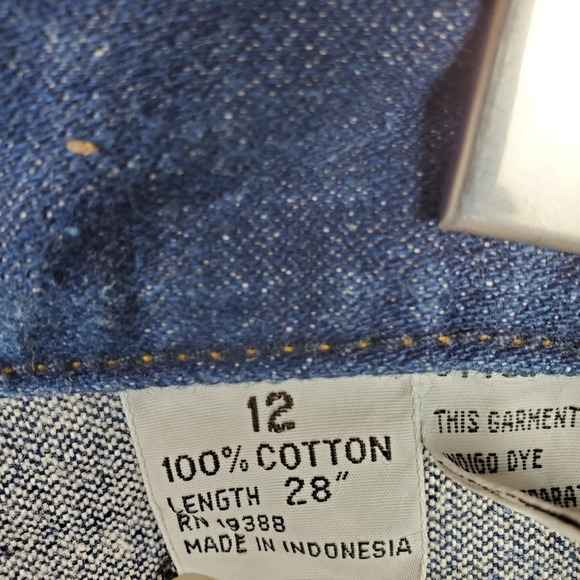 12
100% COTTON
LENGTH 28"
RN 19388
MADE IN INDONESIA
THIS GARMENT
INDIGO DYE